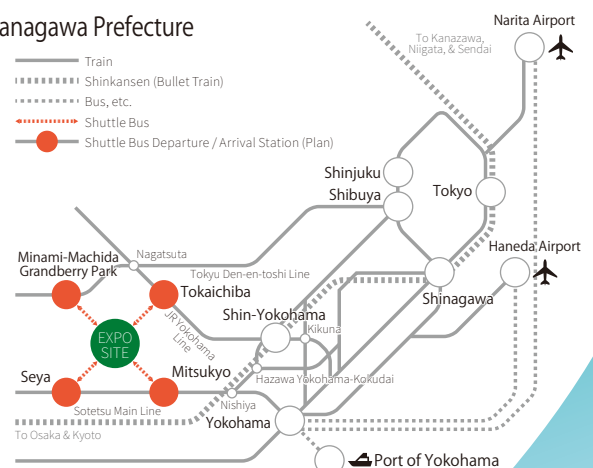 anagawa Prefecture
Train
Shinkansen (Bullet Train)
Bus, etc.
Shuttle Bus
Shuttle Bus Departure / Arrival Station (Plan)
Narita Airport
To Kanazawa,
Niigata, & Sendai
Shinjuku
Shibuya
Tokyo
Haneda Airport
Minami-Machida
Grandberry Park
Nagatsuta
Tokyu Den-en-toshi Line
Tokaichiba
Shinagawa
JR Yokohama
Line
Shin-Yokohama
Kikuna
EXPO
SITE
Seya
Mitsukyo
Hazawa Yokohama-Kokudai
Sotetsu Main Line
Nishiya
Yokohama
To Osaka & Kyoto
Port of Yokohama